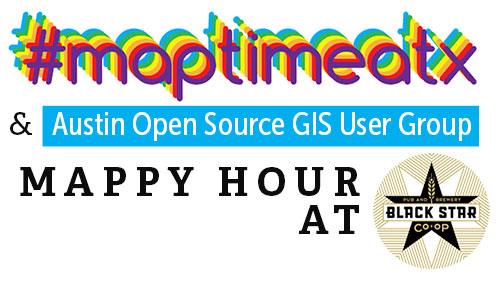 #maptimeatx
& Austin Open Source GIS User Group
MAPPY HOUR
AT
PUB AND BREWERY
BLACK STAR
CO-OP